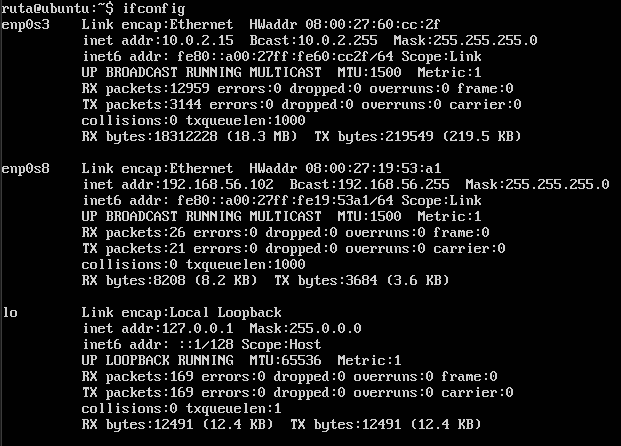 ruta@ubuntu:~$ ifconfig
enp0s3    Link encap:Ethernet  HWaddr 08:00:27:60:cc:2f
          inet addr:10.0.2.15  Bcast:10.0.2.255  Mask:255.255.255.0
          inet6 addr: fe80::a00:27ff:fe60:cc2f/64 Scope:Link
          UP BROADCAST RUNNING MULTICAST  MTU:1500  Metric:1
          RX packets:12959 errors:0 dropped:0 overruns:0 frame:0
          TX packets:3144 errors:0 dropped:0 overruns:0 carrier:0
          collisions:0 txqueuelen:1000
          RX bytes:18312228 (18.3 MB)  TX bytes:219549 (219.5 KB)

enp0s8    Link encap:Ethernet  HWaddr 08:00:27:19:53:a1
          inet addr:192.168.56.102  Bcast:192.168.56.255  Mask:255.255.255.0
          inet6 addr: fe80::a00:27ff:fe19:53a1/64 Scope:Link
          UP BROADCAST RUNNING MULTICAST  MTU:1500  Metric:1
          RX packets:26 errors:0 dropped:0 overruns:0 frame:0
          TX packets:21 errors:0 dropped:0 overruns:0 carrier:0
          collisions:0 txqueuelen:1000
          RX bytes:8208 (8.2 KB)  TX bytes:3684 (3.6 KB)

lo        Link encap:Local Loopback
          inet addr:127.0.0.1  Mask:255.0.0.0
          inet6 addr: ::1/128 Scope:Host
          UP LOOPBACK RUNNING  MTU:65536  Metric:1
          RX packets:169 errors:0 dropped:0 overruns:0 frame:0
          TX packets:169 errors:0 dropped:0 overruns:0 carrier:0
          collisions:0 txqueuelen:1
          RX bytes:12491 (12.4 KB)  TX bytes:12491 (12.4 KB)